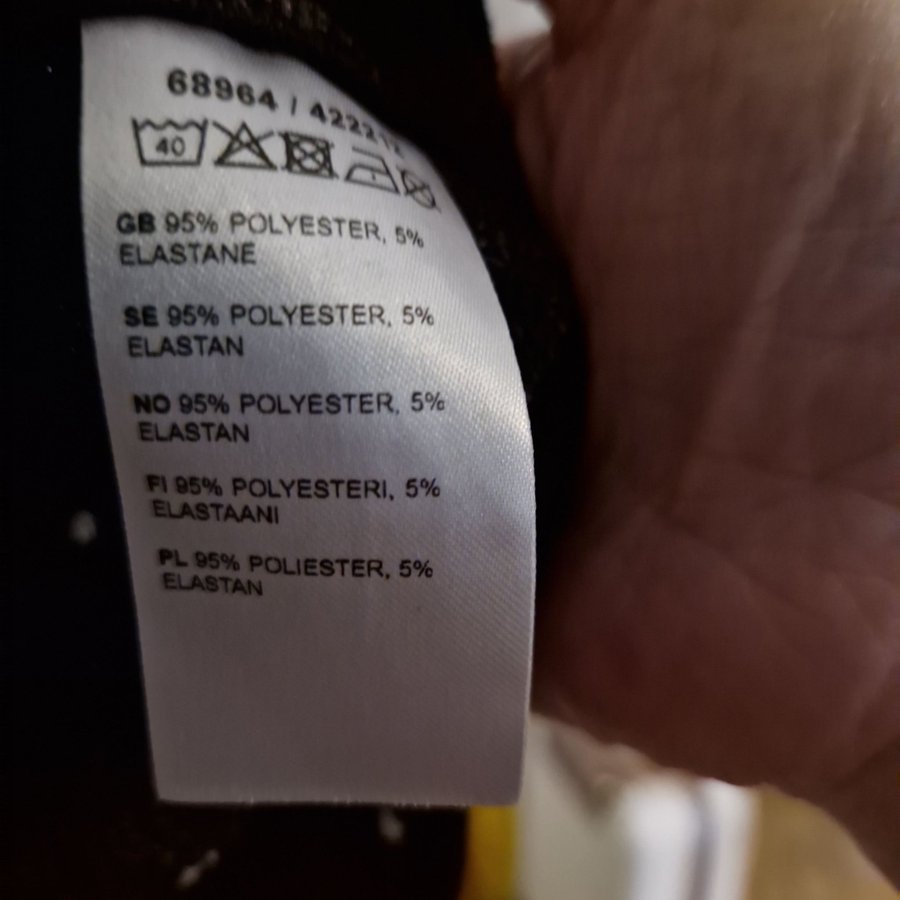 68964 /
40
GB 95% POLYESTER, 5%
ELASTANE
SE 95% POLYESTER, 5%
ELASTAN
NO 95% POLYESTER, 5%
ELASTAN
FI 95% POLYESTERI, 5%
ELASTAANI
PL 95% POLIESTER, 5%
ELASTAN